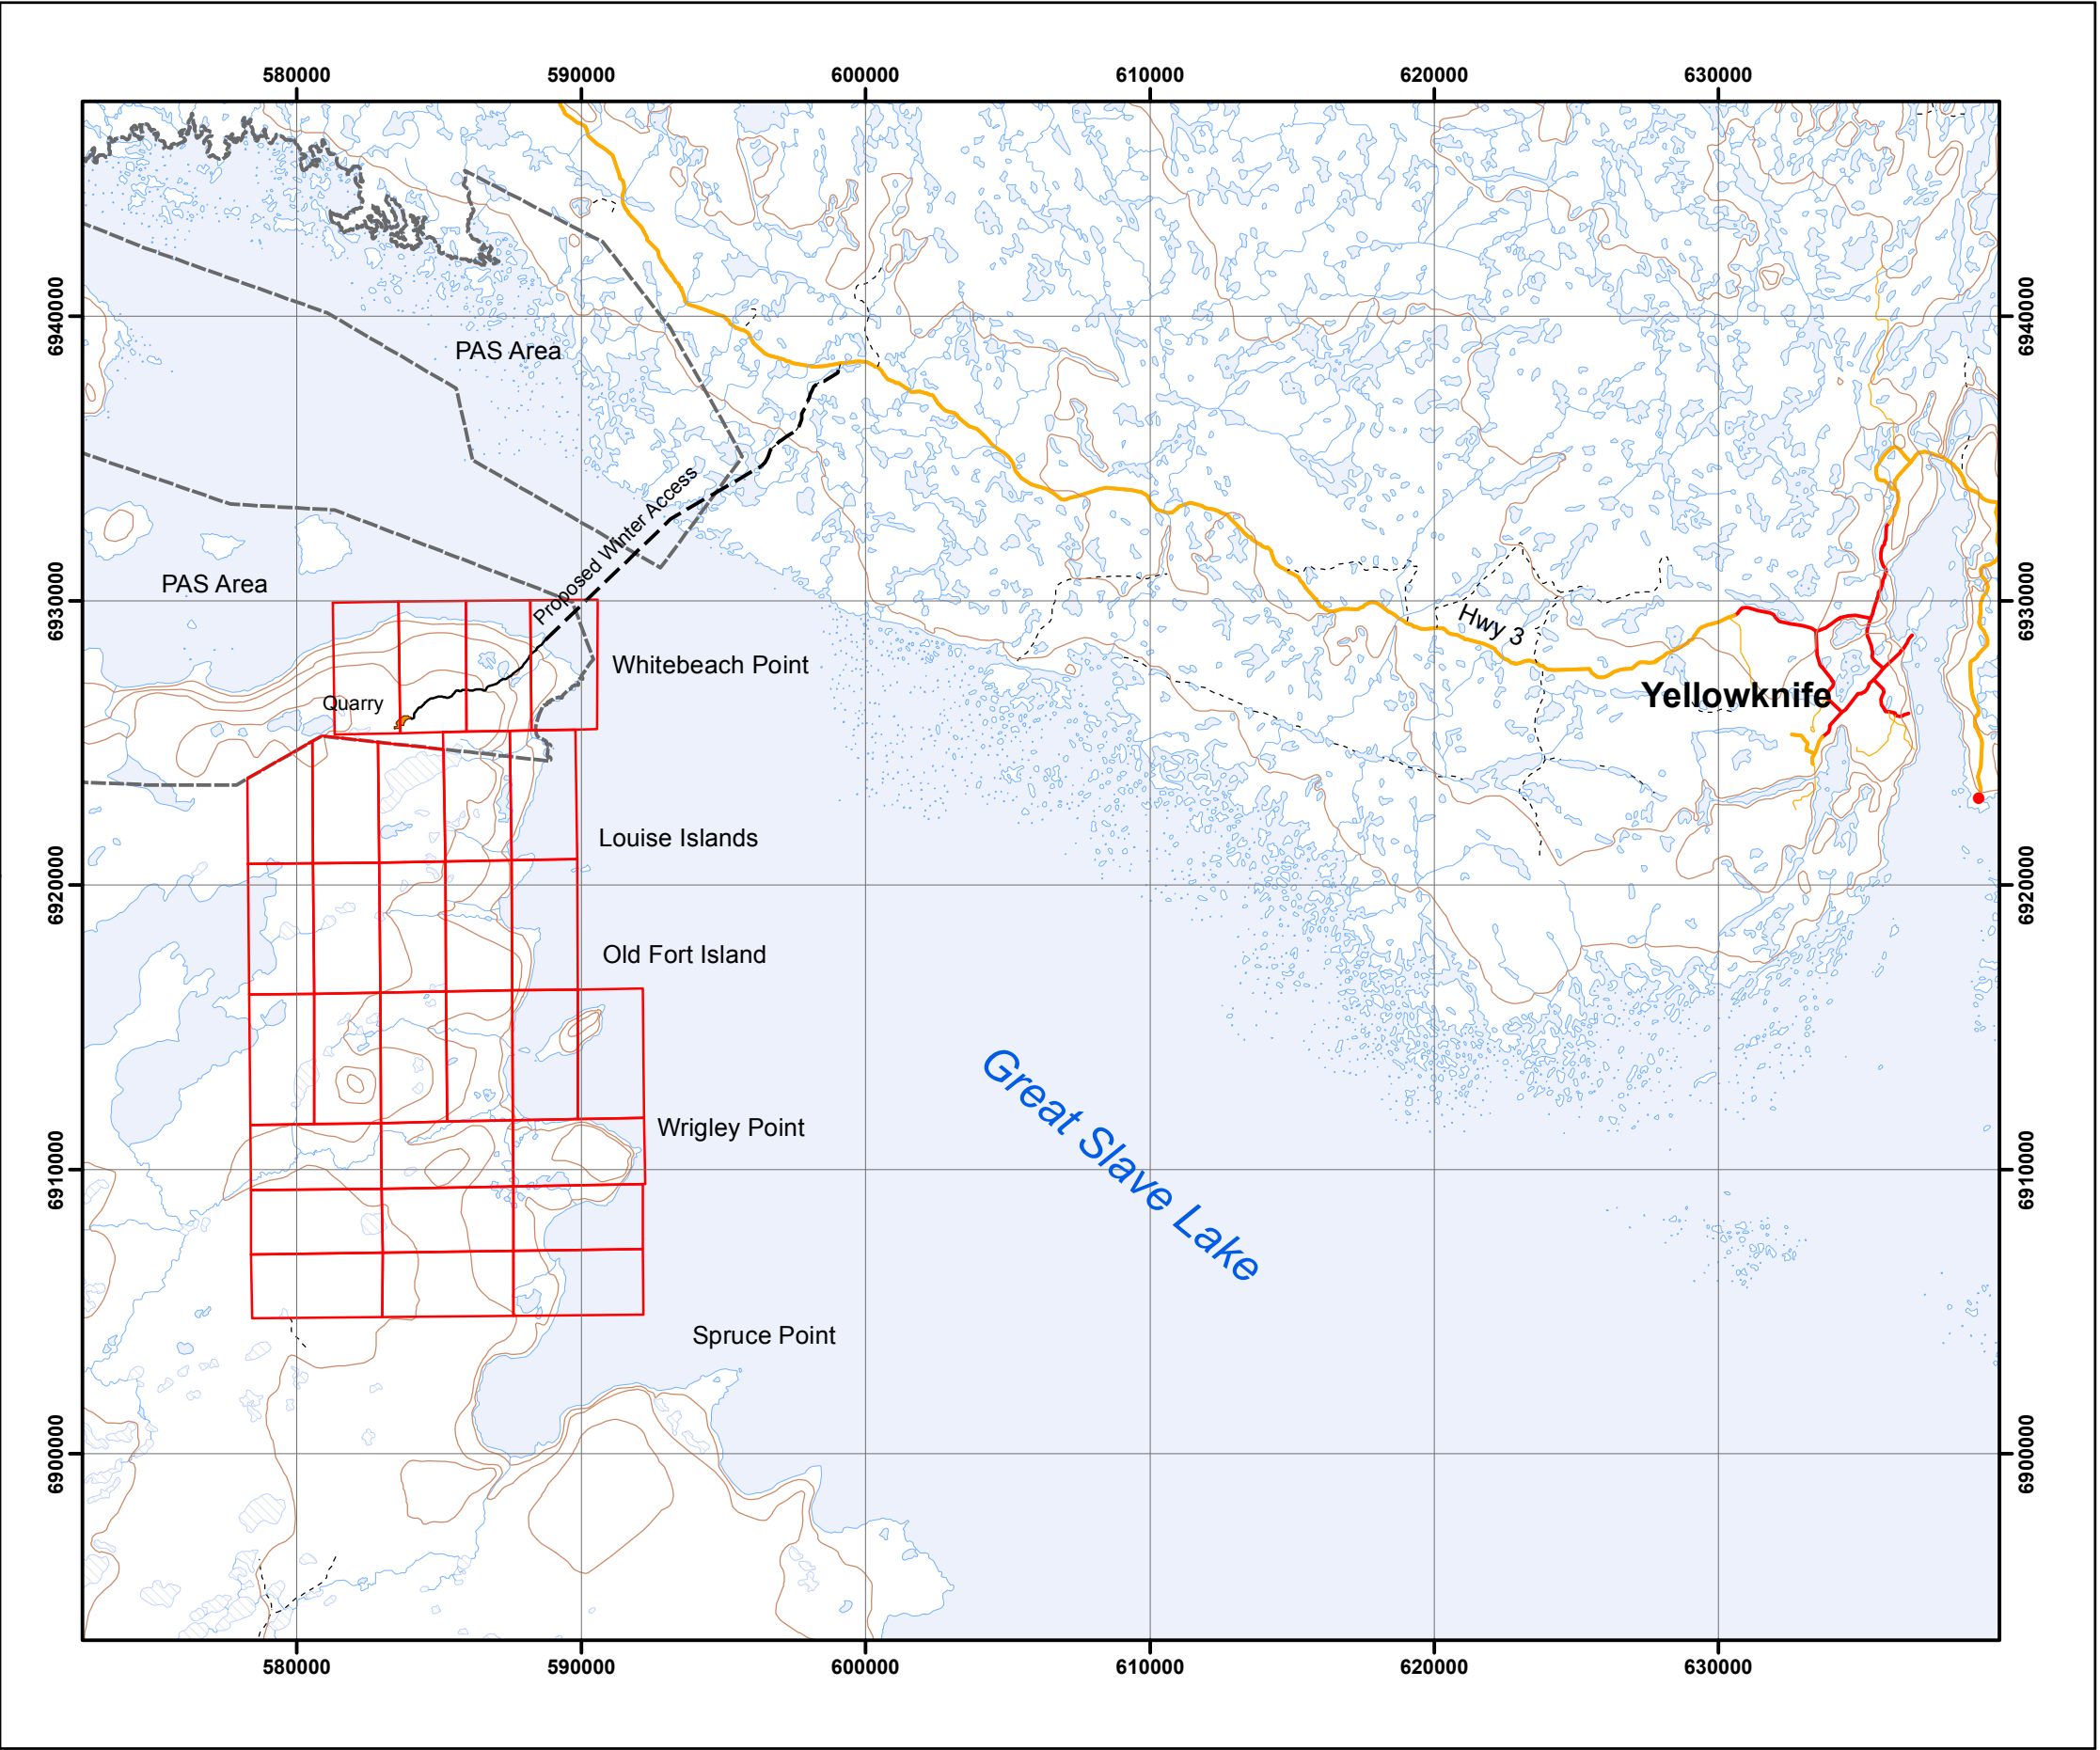 580000 590000 600000 610000 620000 630000
6940000
6940000
PAS Area
Proposed Winter Access
PAS Area
6930000
6930000
Hwy 3
Whitebeach Point
Yellowknife
Quarry
Louise Islands
6920000
6920000
Old Fort Island
Great Slave Lake
Wrigley Point
6910000
6910000
Spruce Point
6900000
6900000
580000 590000 600000 610000 620000 630000